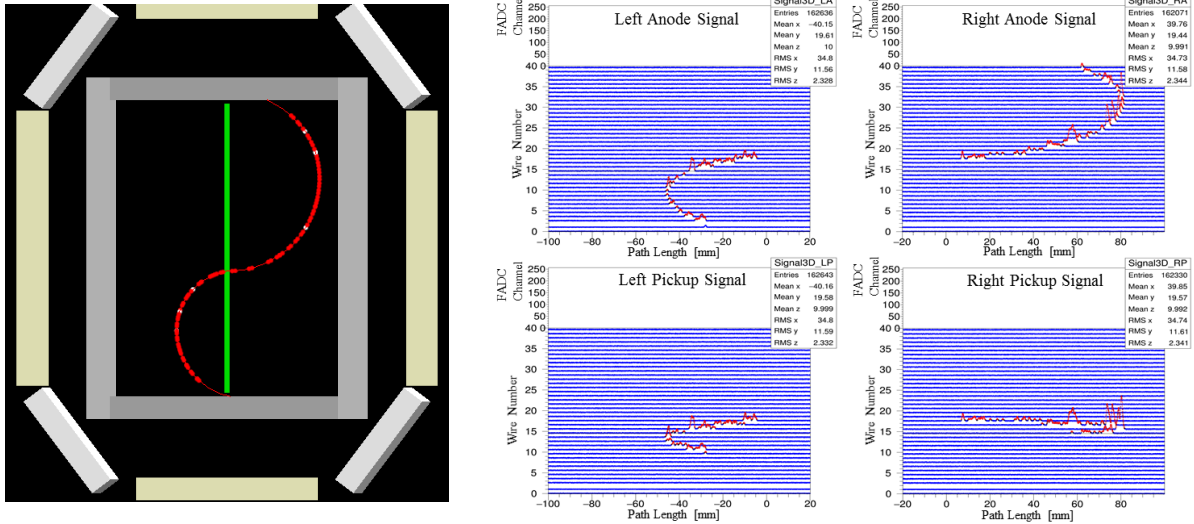 Left Anode Signal
FADC
Channel
250
200
150
100
50
0
Signal3D_LA
Entries 162636
Mean x −40.15
Mean y 19.61
Mean z 10
RMS x 34.8
RMS y 11.56
RMS z 2.328
Wire Number
40
35
30
25
20
15
10
5
0
−100 −80 −60 −40 −20 0 20
Path Length [mm]
Right Anode Signal
FADC
Channel
250
200
150
100
50
0
Signal3D_RA
Entries 162071
Mean x 39.76
Mean y 19.44
Mean z 9.991
RMS x 34.73
RMS y 11.58
RMS z 2.344
Wire Number
40
35
30
25
20
15
10
5
0
−20 0 20 40 60 80
Path Length [mm]
Left Pickup Signal
FADC
Channel
250
200
150
100
50
0
Signal3D_LP
Entries 162643
Mean x −40.16
Mean y 19.58
Mean z 9.999
RMS x 34.8
RMS y 11.59
RMS z 2.332
Wire Number
40
35
30
25
20
15
10
5
0
−100 −80 −60 −40 −20 0 20
Path Length [mm]
Right Pickup Signal
FADC
Channel
250
200
150
100
50
0
Signal3D_RP
Entries 162330
Mean x 39.85
Mean y 19.57
Mean z 9.992
RMS x 34.74
RMS y 11.61
RMS z 2.341
Wire Number
40
35
30
25
20
15
10
5
0
−20 0 20 40 60 80
Path Length [mm]